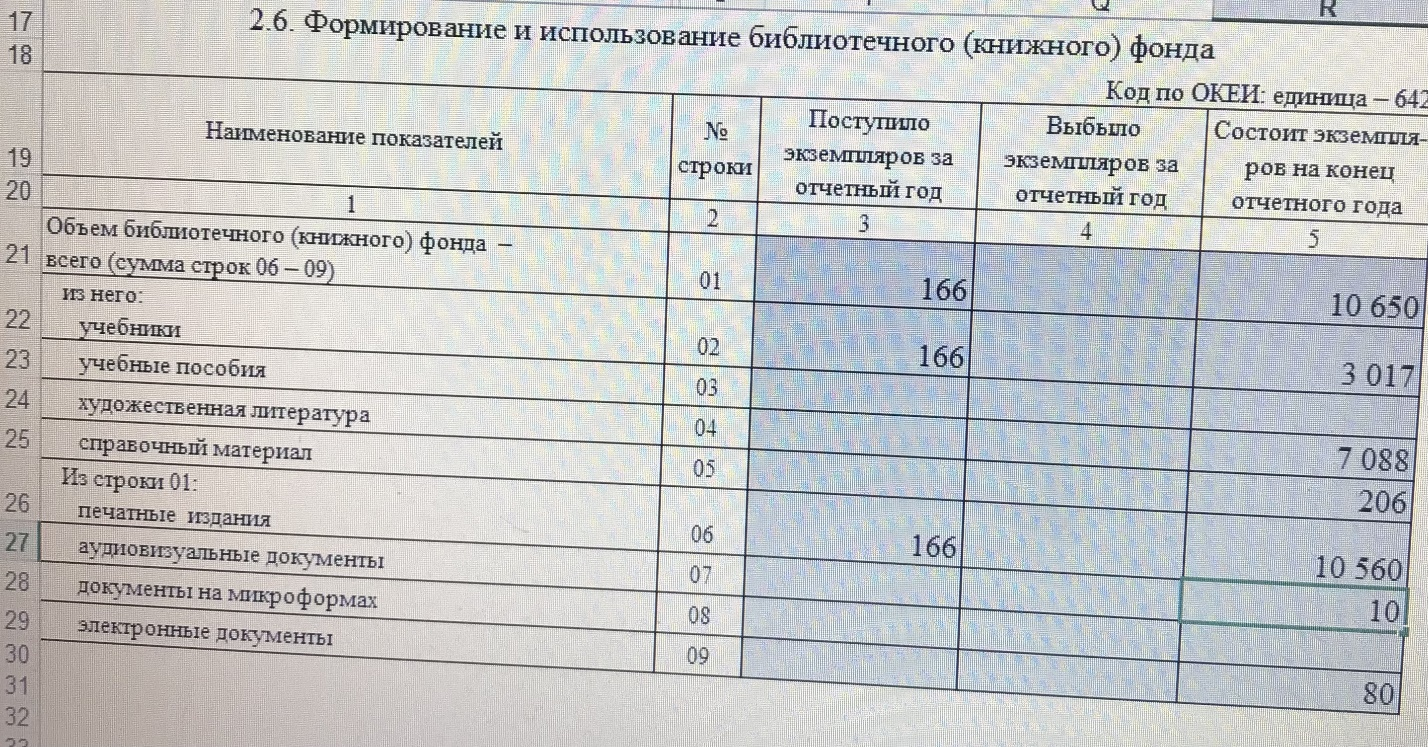 R
17 2.6. Формирование и использование библиотечного (книжного) фонда
18 Код по ОКЕИ: единица – 642
Наименование показателей № строки Поступило экземпляров за отчетный год Выбыло экземпляров за отчетный год Состоит экземпля-ров на конец отчетного года
19
20 1 2 3 4 5
Объем библиотечного (книжного) фонда –
21 всего (сумма строк 06 – 09) 01 166 10 650
из него:
22 учебники 02 166 3 017
23 учебные пособия 03
24 художественная литература 04 7 088
25 справочный материал 05 206
Из строки 01:
26 печатные издания 06 166 10 560
27 аудиовизуальные документы 07 10
28 документы на микроформах 08
29 электронные документы 09 80
30
31
32